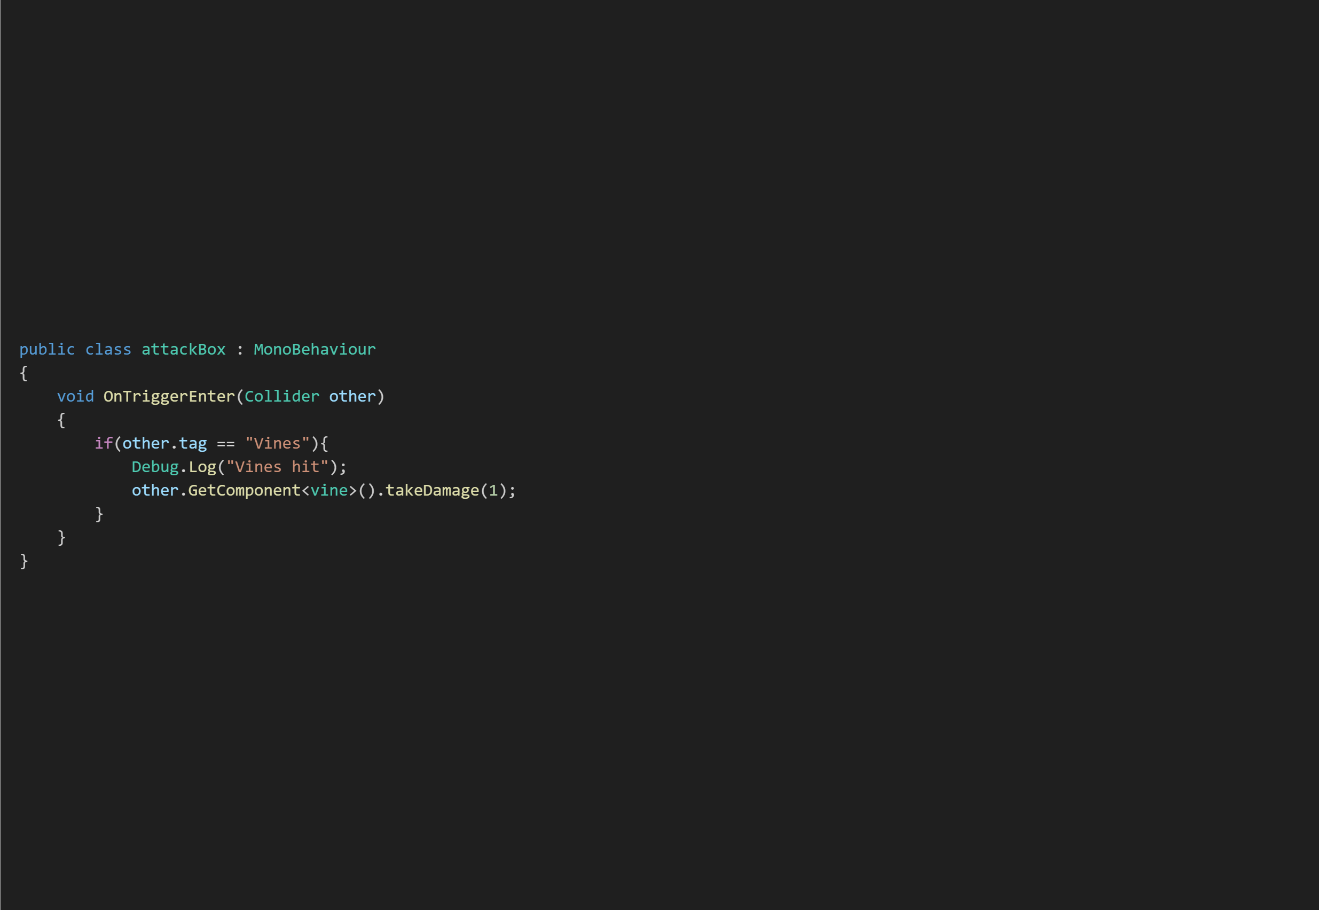 public class attackBox : MonoBehaviour
{
    void OnTriggerEnter(Collider other)
    {
        if(other.tag == "Vines"){
            Debug.Log("Vines hit");
            other.GetComponent<vine>().takeDamage(1);
        }
    }
}